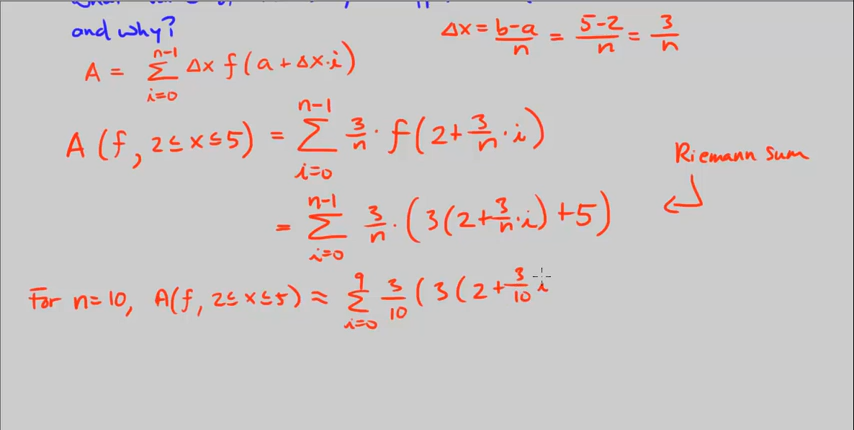 and why?
Δx = b-a/n = 5-2/n = 3/n
A = Σ_{i=0}^{n-1} Δx f(a+Δx·i)
A(f, 2≤x≤5) = Σ_{i=0}^{n-1} 3/n · f(2+3/n·i)
Riemann Sum
= Σ_{i=0}^{n-1} 3/n · (3(2+3/n·i)+5)
For n=10, A(f, 2≤x≤5) ≈ Σ_{i=0}^{9} 3/10 (3(2+3/10 i